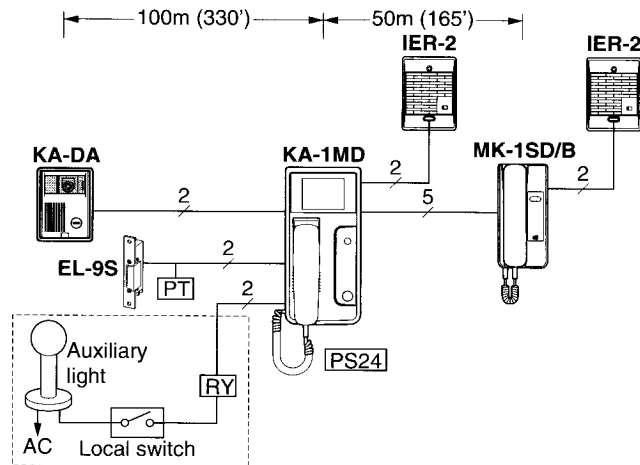 100m (330')
50m (165')
IER-2
IER-2
KA-DA
KA-1MD
MK-1SD/B
2
2
2
5
EL-9S
2
PT
2
PS24
Auxiliary
light
RY
AC
Local switch